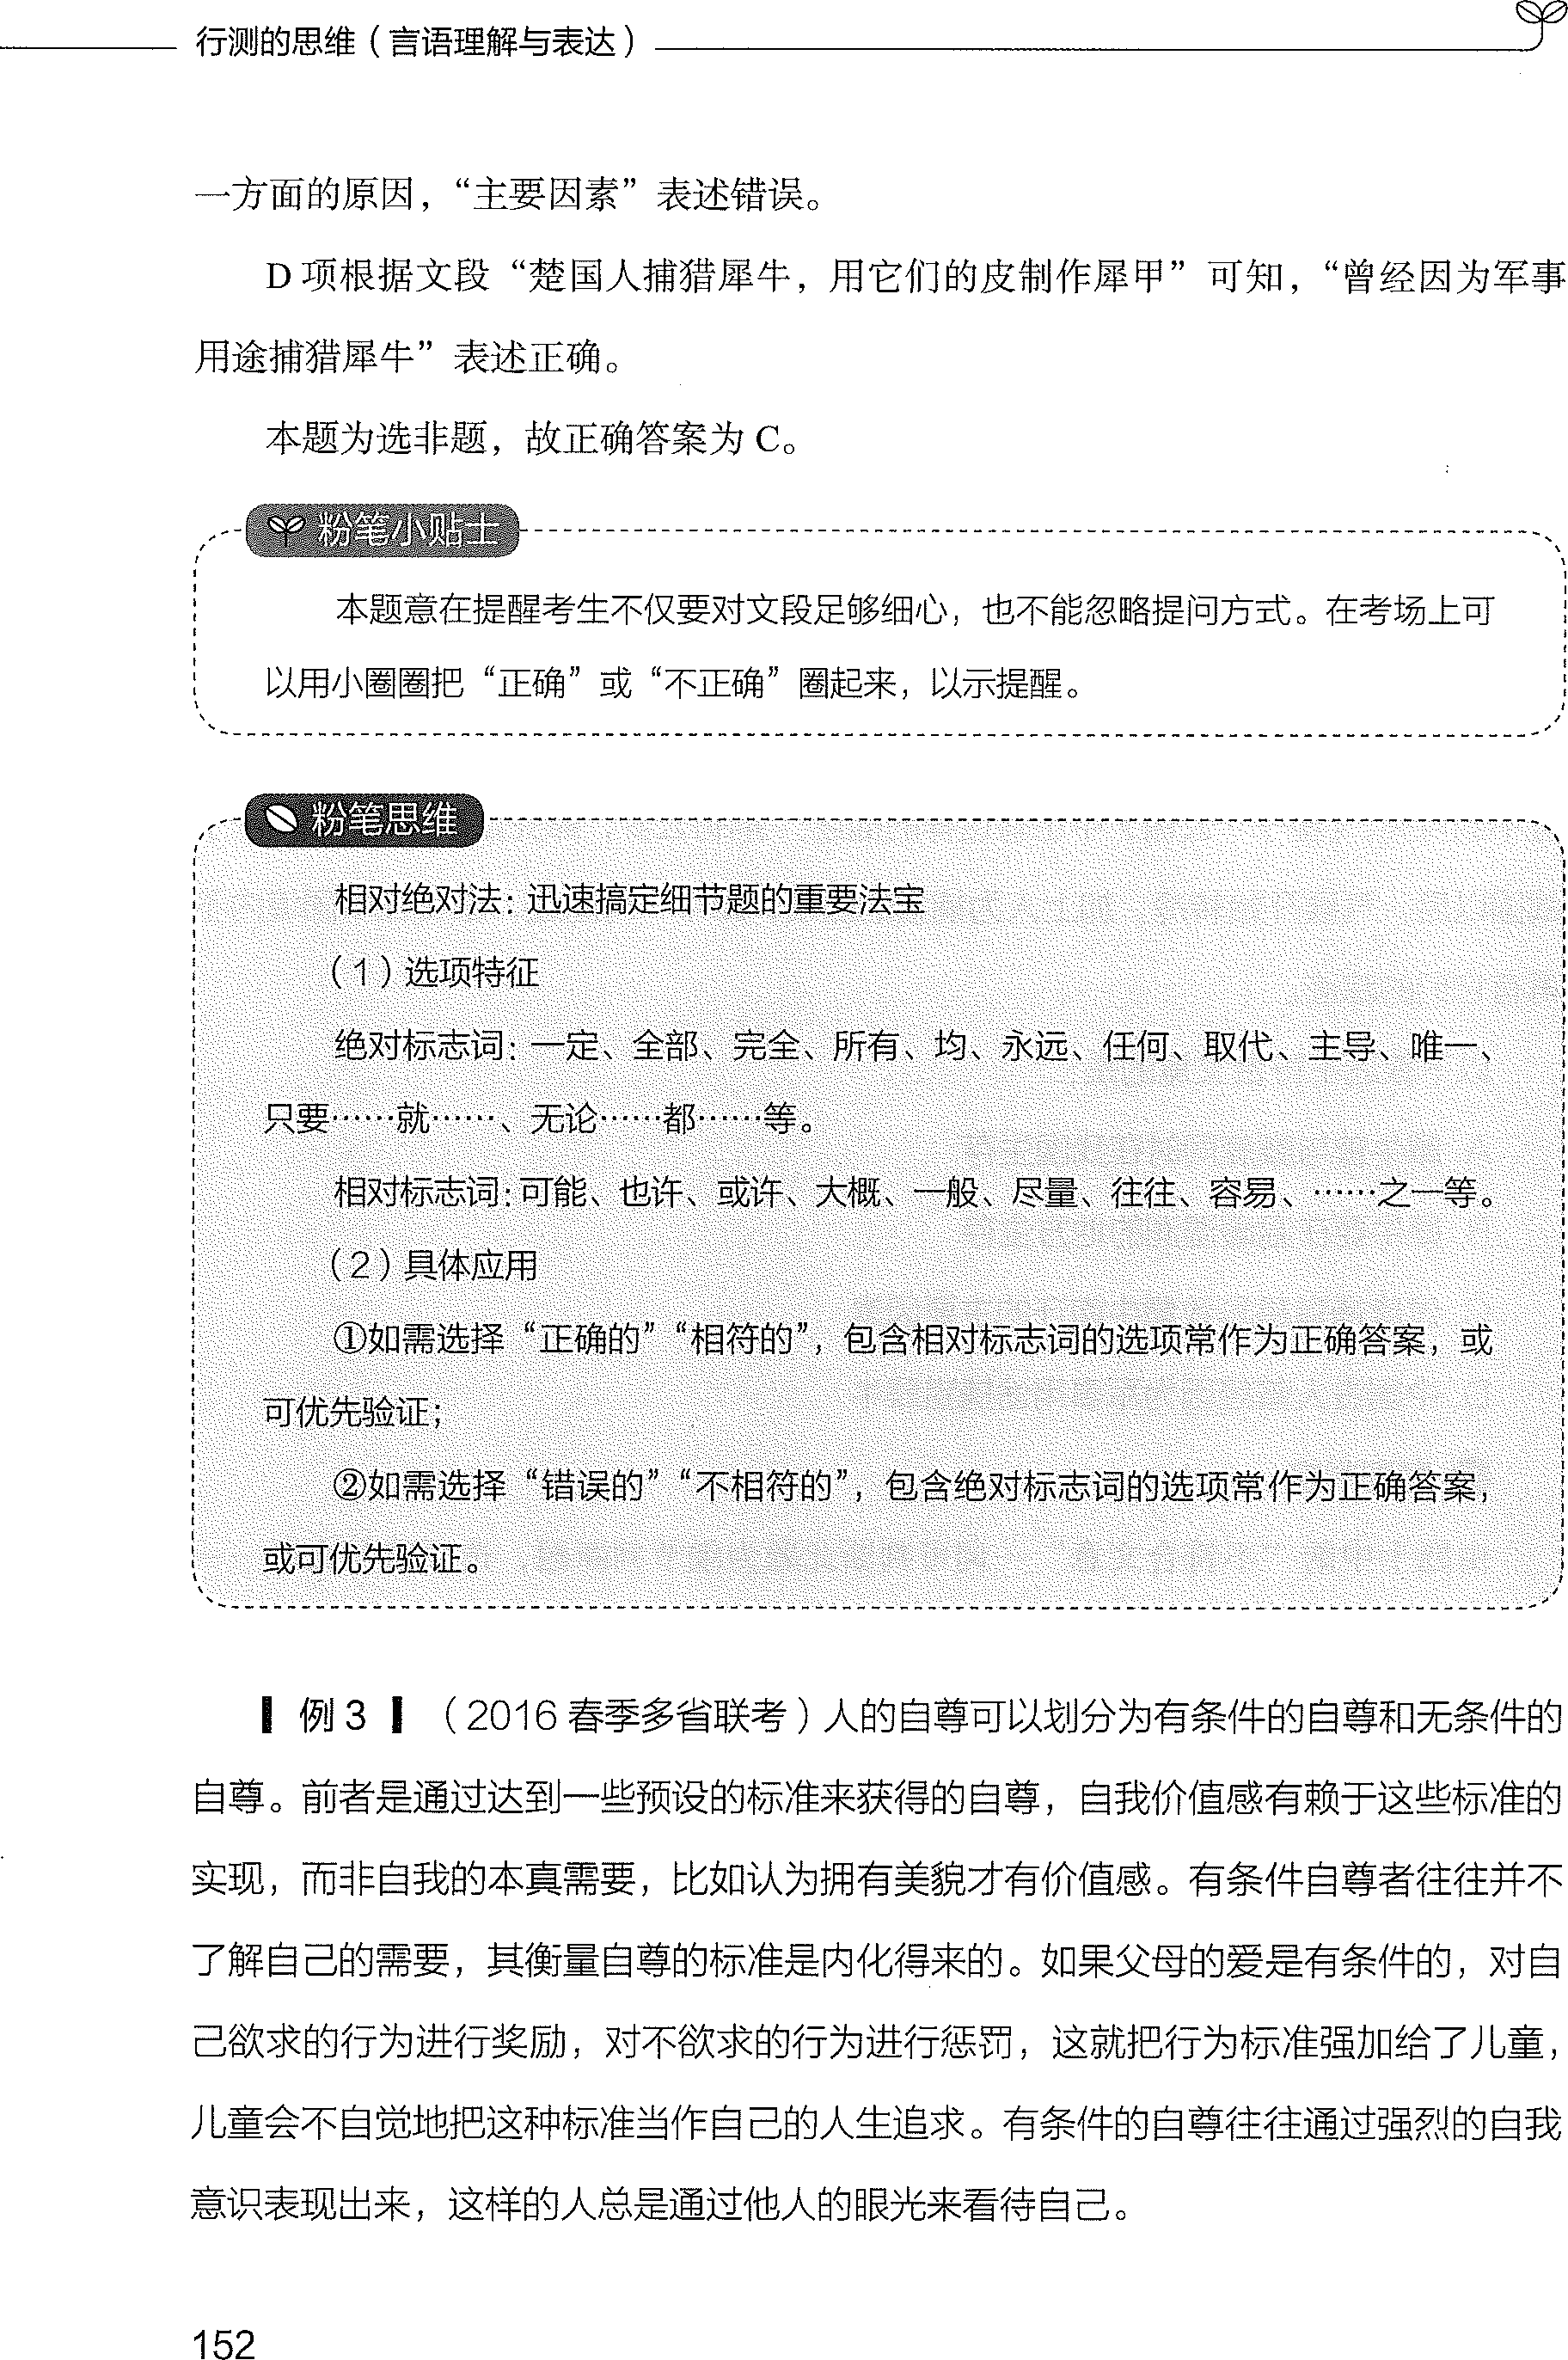 行测的思维（言语理解与表达）
一方面的原因，“主要因素”表述错误。
D 项根据文段“楚国人捕猎犀牛，用它们的皮制作犀甲”可知，“曾经因为军事
用途捕猎犀牛”表述正确。
本题为选非题，故正确答案为 C。
粉笔小贴士
本题意在提醒考生不仅要对文段足够细心，也不能忽略提问方式。在考场上可
以用小圈圈把“正确”或“不正确”圈起来，以示提醒。
粉笔思维
相对绝对法：迅速搞定细节题的重要法宝
（1）选项特征
绝对标志词：一定、全部、完全、所有、均、永远、任何、取代、主导、唯一、
只要……就……、无论……都……等。
相对标志词：可能、也许、或许、大概、一般、尽量、往往、容易、……之一等。
（2）具体应用
①如需选择“正确的”“相符的”，包含相对标志词的选项常作为正确答案，或
可优先验证；
②如需选择“错误的”“不相符的”，包含绝对标志词的选项常作为正确答案，
或可优先验证。
例 3 （2016 春季多省联考）人的自尊可以划分为有条件的自尊和无条件的
自尊。前者是通过达到一些预设的标准来获得的自尊，自我价值感有赖于这些标准的
实现，而非自我的本真需要，比如认为拥有美貌才有价值感。有条件自尊者往往并不
了解自己的需要，其衡量自尊的标准是内化得来的。如果父母的爱是有条件的，对自
己欲求的行为进行奖励，对不欲求的行为进行惩罚，这就把行为标准强加给了儿童，
儿童会不自觉地把这种标准当作自己的人生追求。有条件的自尊往往通过强烈的自我
意识表现出来，这样的人总是通过他人的眼光来看待自己。
152